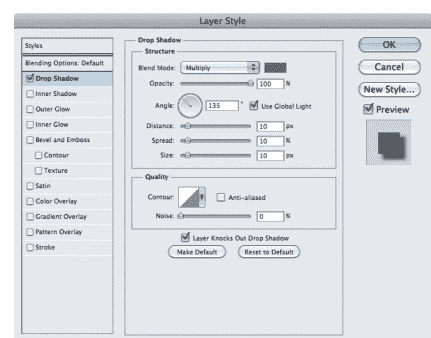 Layer Style
Styles
Blending Options: Default
Drop Shadow
Inner Shadow
Outer Glow
Inner Glow
Bevel and Emboss
Contour
Texture
Satin
Color Overlay
Gradient Overlay
Pattern Overlay
Stroke
Drop Shadow
Structure
Blend Mode: Multiply
Opacity: 100 %
Angle: 135 ° Use Global Light
Distance: 10 px
Spread: 10 %
Size: 10 px
Quality
Contour: Anti-aliased
Noise: 0 %
Layer Knocks Out Drop Shadow
Make Default Reset to Default
OK
Cancel
New Style...
Preview